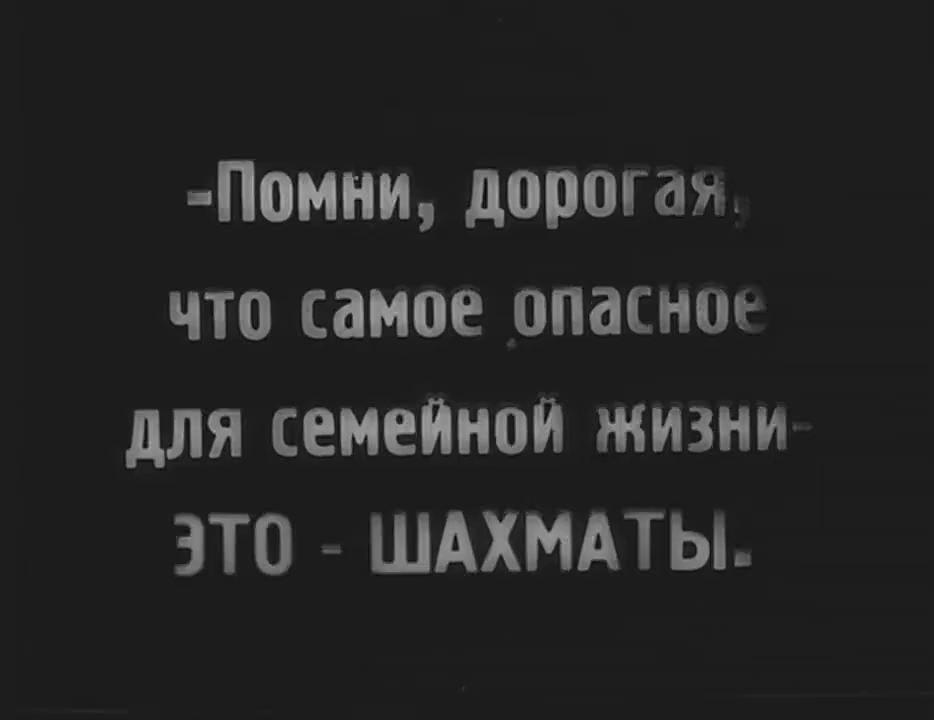 -Помни, дорогая,
что самое опасное
для семейной жизни-
ЭТО - ШАХМАТЫ.